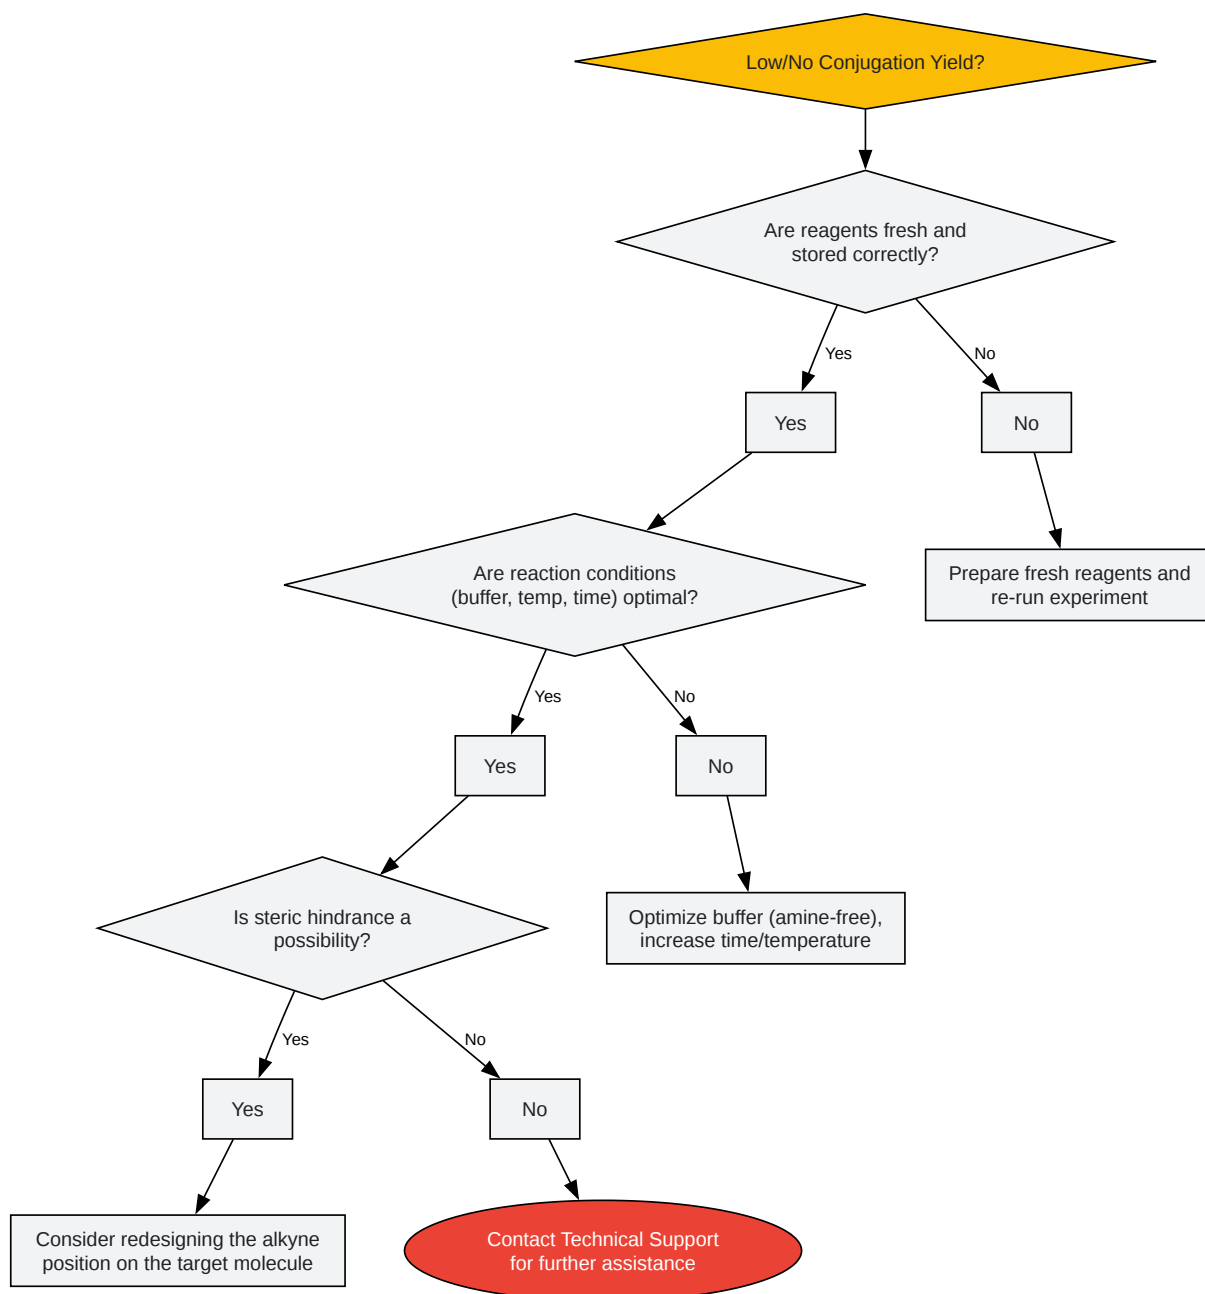 Low/No Conjugation Yield?
Are reagents fresh and
stored correctly?
Yes
No
Yes
No
Prepare fresh reagents and
re-run experiment
Are reaction conditions
(buffer, temp, time) optimal?
Yes
No
Yes
No
Optimize buffer (amine-free),
increase time/temperature
Is steric hindrance a
possibility?
Yes
No
Yes
No
Consider redesigning the alkyne
position on the target molecule
Contact Technical Support
for further assistance